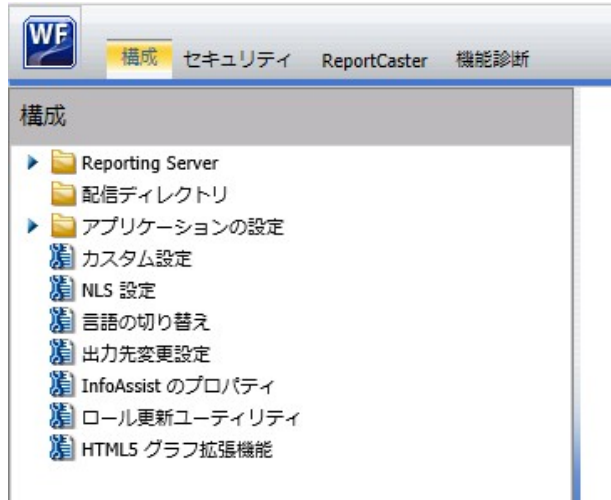 WF
構成 セキュリティ ReportCaster 機能診断
構成
Reporting Server
配信ディレクトリ
アプリケーションの設定
カスタム設定
NLS 設定
言語の切り替え
出力先変更設定
InfoAssist のプロパティ
ロール更新ユーティリティ
HTML5 グラフ拡張機能